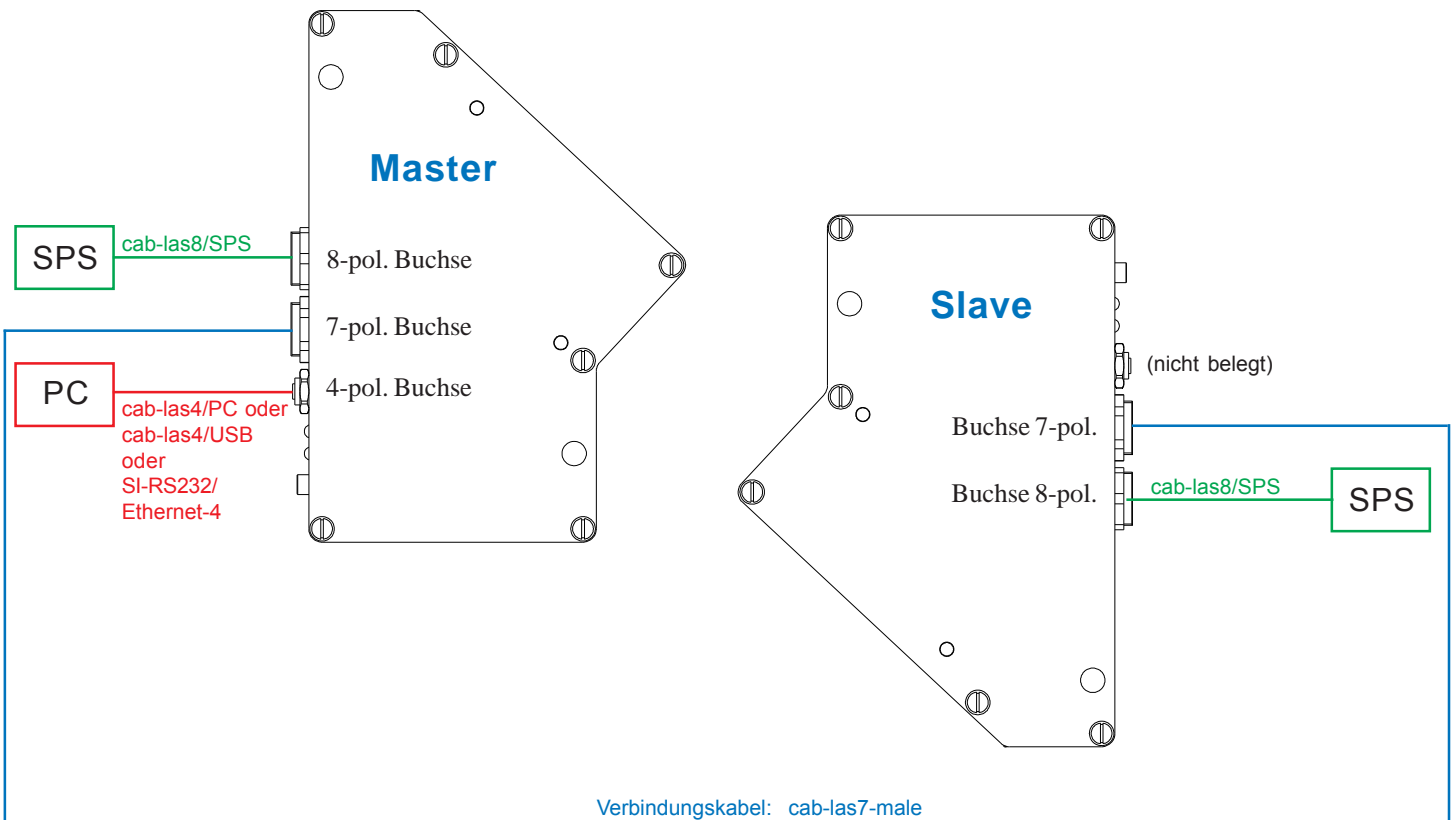 Master
SPS
cab-las8/SPS
8-pol. Buchse
7-pol. Buchse
PC
4-pol. Buchse
cab-las4/PC oder
cab-las4/USB
oder
SI-RS232/
Ethernet-4
Slave
(nicht belegt)
Buchse 7-pol.
Buchse 8-pol.
cab-las8/SPS
SPS
Verbindungskabel: cab-las7-male